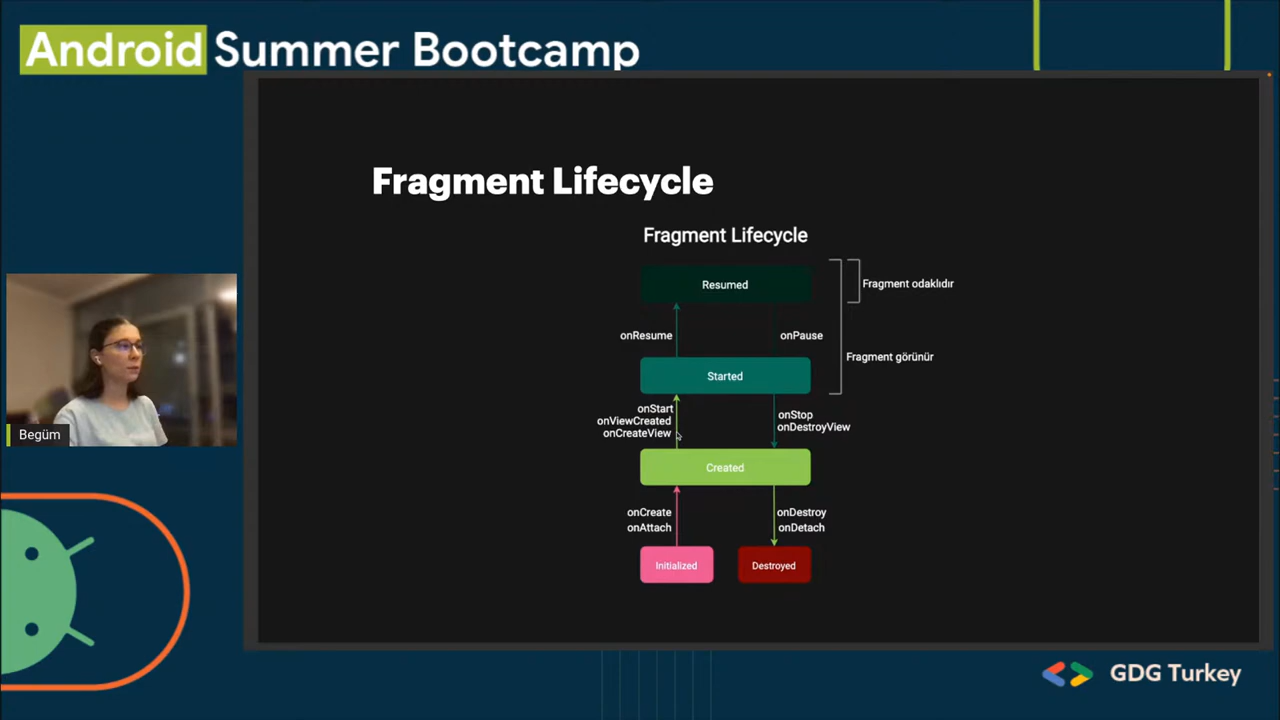 Android Summer Bootcamp
Fragment Lifecycle
Fragment Lifecycle
Resumed
Fragment odaklıdır
onResume
onPause
Fragment görünür
Started
onStart
onViewCreated
onCreateView
onStop
onDestroyView
Begüm
Created
onCreate
onAttach
onDestroy
onDetach
Initialized
Destroyed
GDG Turkey